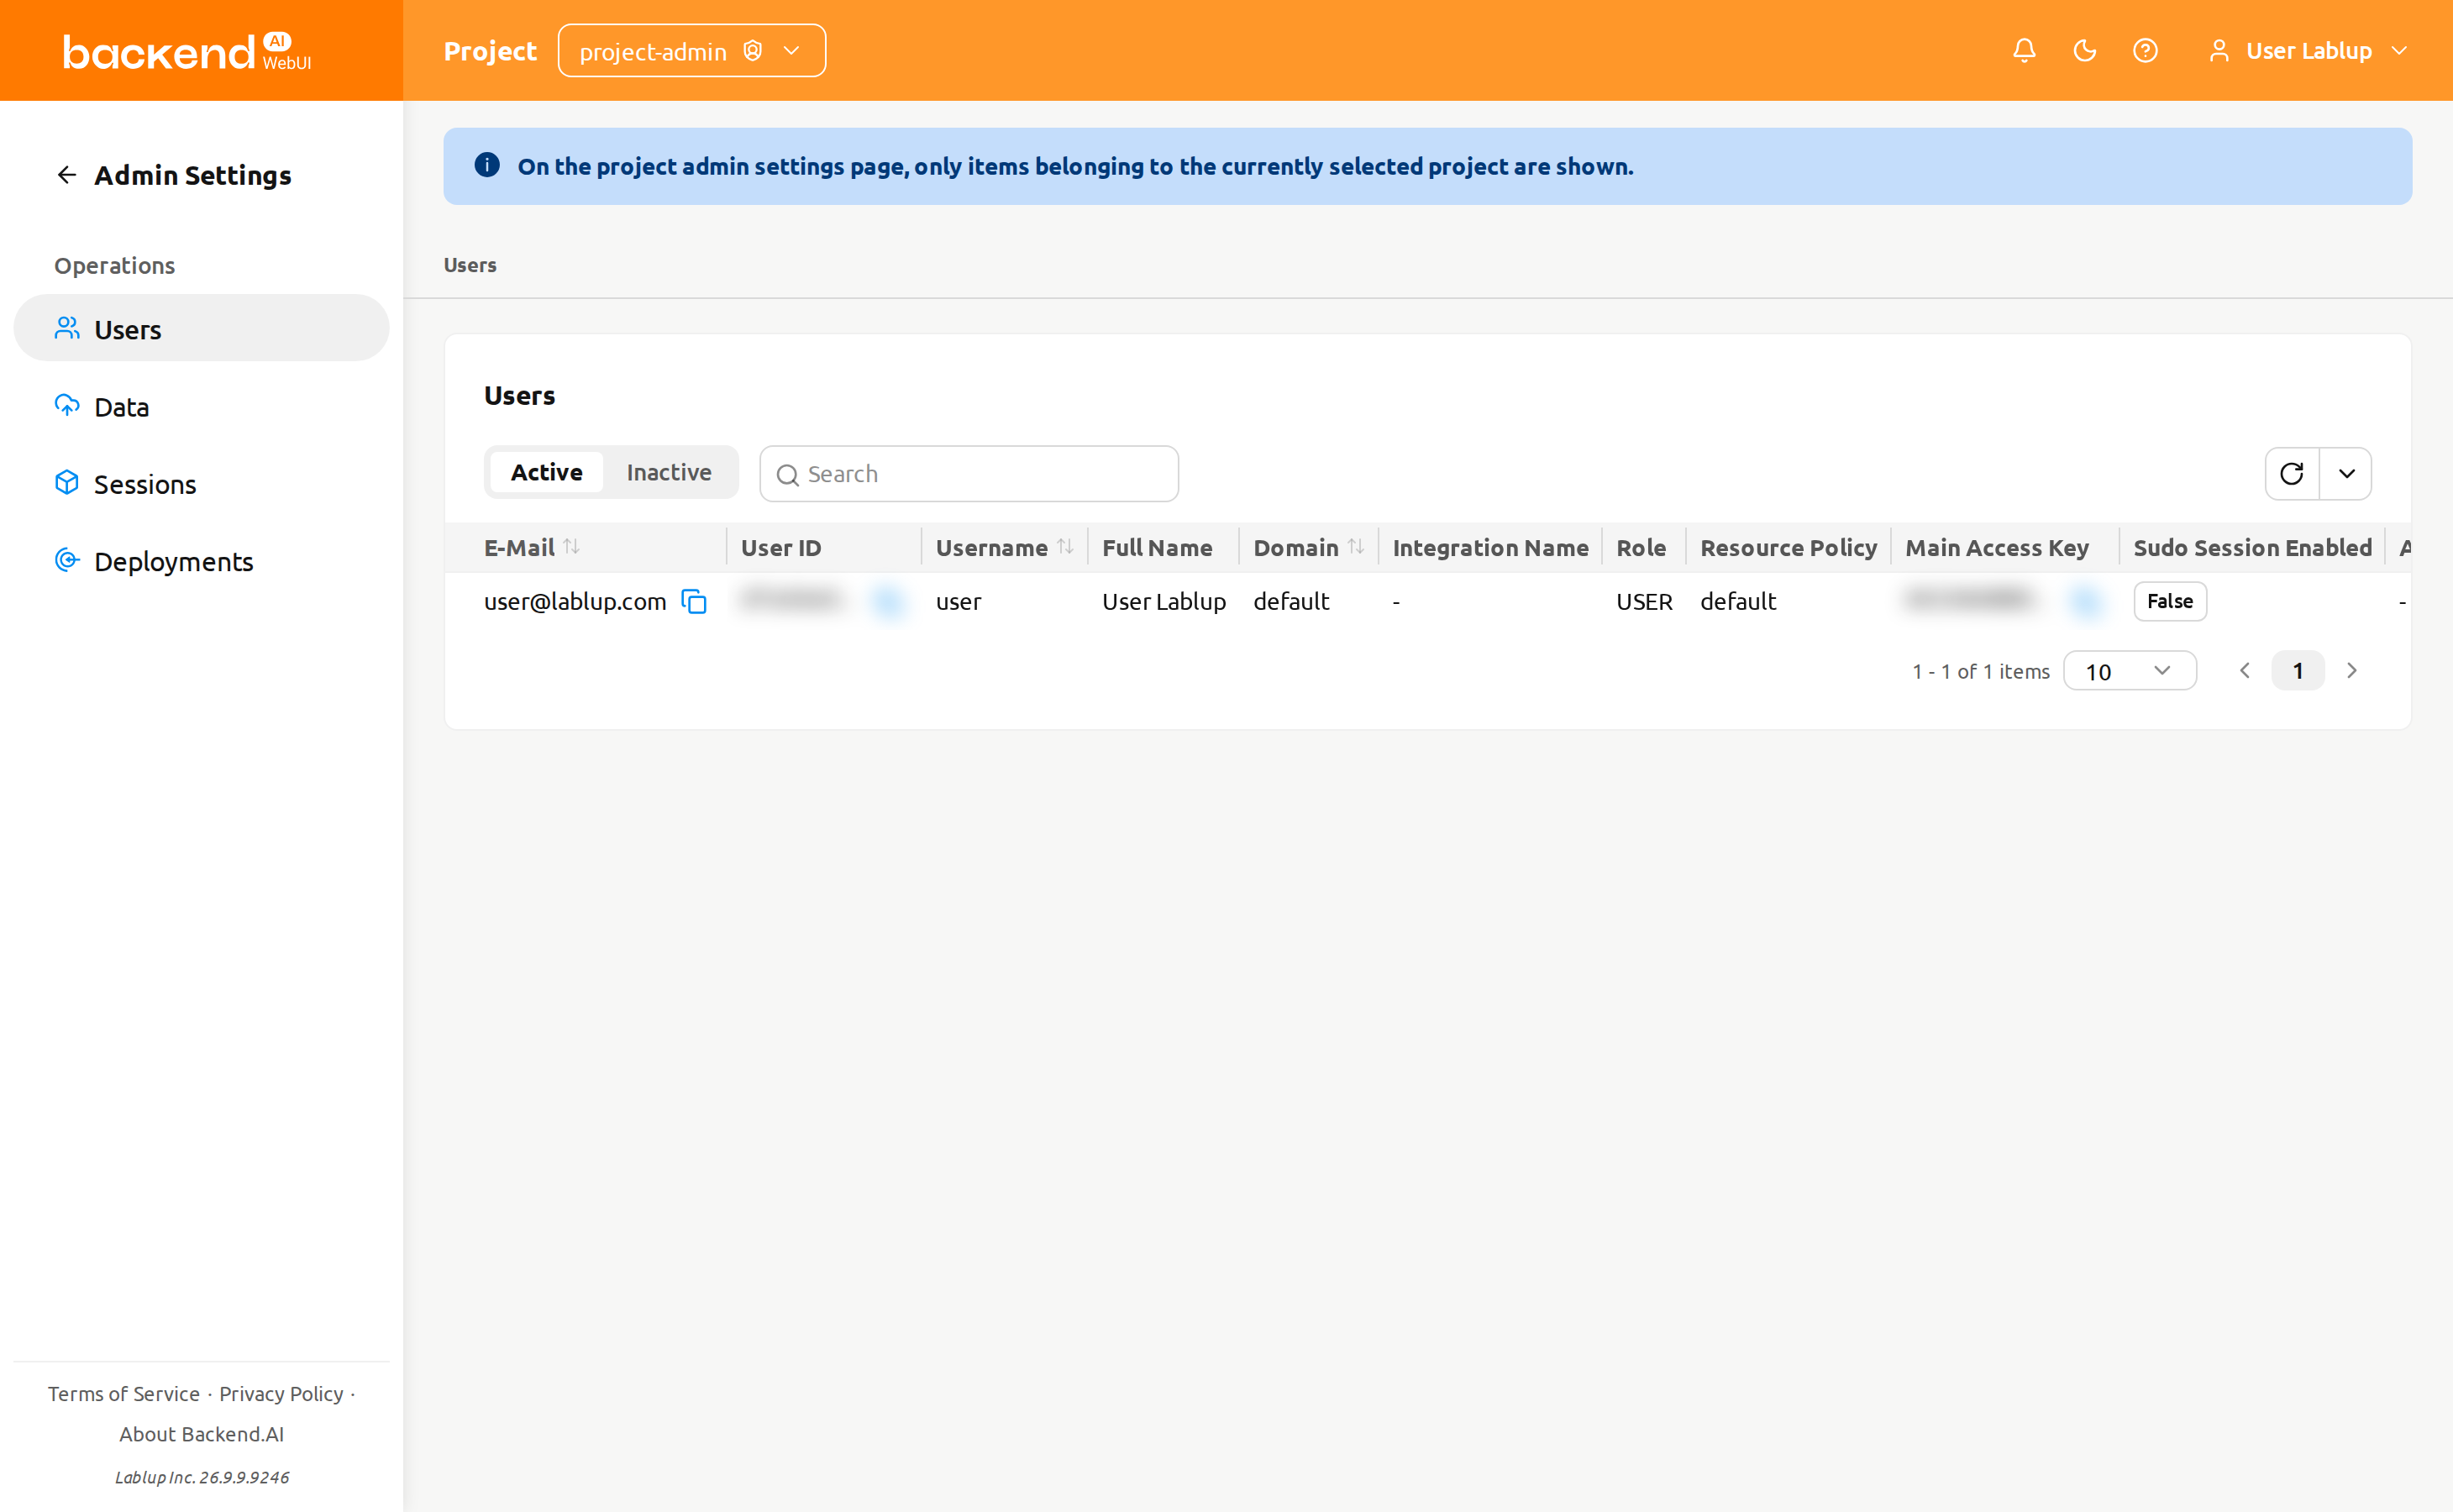 backend AI WebUI
Project project-admin User Lablup
Admin Settings
On the project admin settings page, only items belonging to the currently selected project are shown.
Operations
Users
Data
Sessions
Deployments
Users
Users
Active Inactive Search
E-Mail User ID Username Full Name Domain Integration Name Role Resource Policy Main Access Key Sudo Session Enabled
user@lablup.com user User Lablup default - USER default False -
1 - 1 of 1 items 10 1
Terms of Service · Privacy Policy ·
About Backend.AI
Lablup Inc. 26.9.9.9246